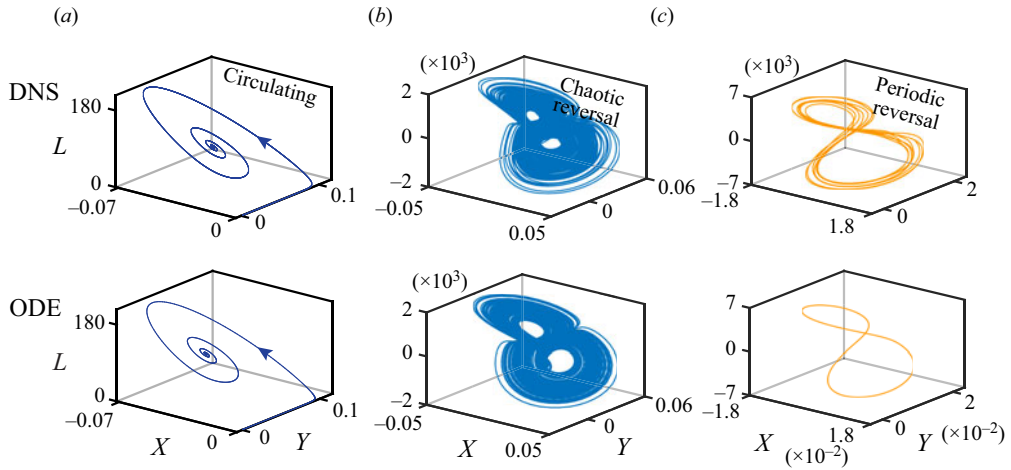 (a) (b) (c)
DNS
L
180
0
–0.07
0
0
0.1
Circulating
(×10³)
2
0
–2
–0.05
0.05
0
0.06
Chaotic
reversal
(×10³)
7
0
–7
–1.8
1.8
0
2
Periodic
reversal
ODE
L
180
0
–0.07
X
0
0
Y
0.1
(×10³)
2
0
–2
–0.05
X
0.05
0
Y
0.06
7
0
–7
–1.8
X
1.8
(×10⁻²)
0
Y
2
(×10⁻²)